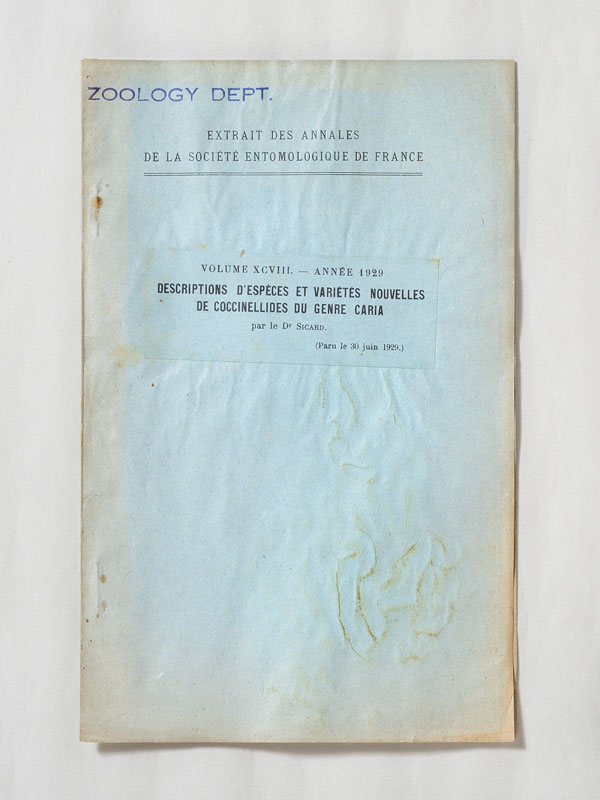 ZOOLOGY DEPT.
EXTRAIT DES ANNALES
DE LA SOCIÉTÉ ENTOMOLOGIQUE DE FRANCE
VOLUME XCVIII. — ANNÉE 1929
DESCRIPTIONS D'ESPÈCES ET VARIÉTÉS NOUVELLES
DE COCCINELLIDES DU GENRE CARIA
par le Dr SICARD.
(Paru le 30 juin 1929.)